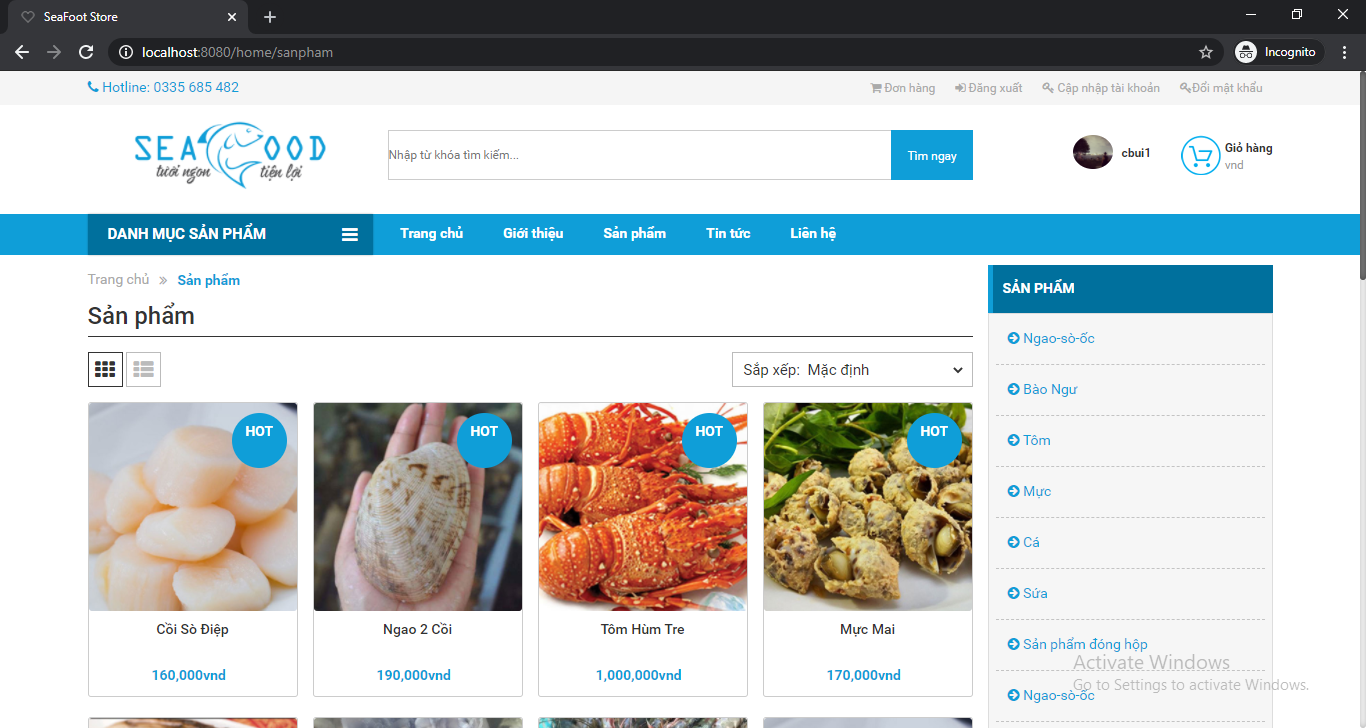 SeaFoot Store
localhost:8080/home/sanpham
Incognito
Hotline: 0335 685 482
Đơn hàng
Đăng xuất
Cập nhập tài khoản
Đổi mật khẩu
SEAFOOD
tươi ngon tiện lợi
Nhập từ khóa tìm kiếm...
Tìm ngay
cbui1
Giỏ hàng
vnd
DANH MỤC SẢN PHẨM
Trang chủ
Giới thiệu
Sản phẩm
Tin tức
Liên hệ
Trang chủ » Sản phẩm
Sản phẩm
Sắp xếp: Mặc định
HOT
HOT
HOT
HOT
Cồi Sò Điệp
Ngao 2 Cồi
Tôm Hùm Tre
Mực Mai
160,000vnd
190,000vnd
1,000,000vnd
170,000vnd
SẢN PHẨM
Ngao-sò-ốc
Bào Ngư
Tôm
Mực
Cá
Sứa
Sản phẩm đóng hộp
Ngao-sò-ốc
Activate Windows
Go to Settings to activate Windows.